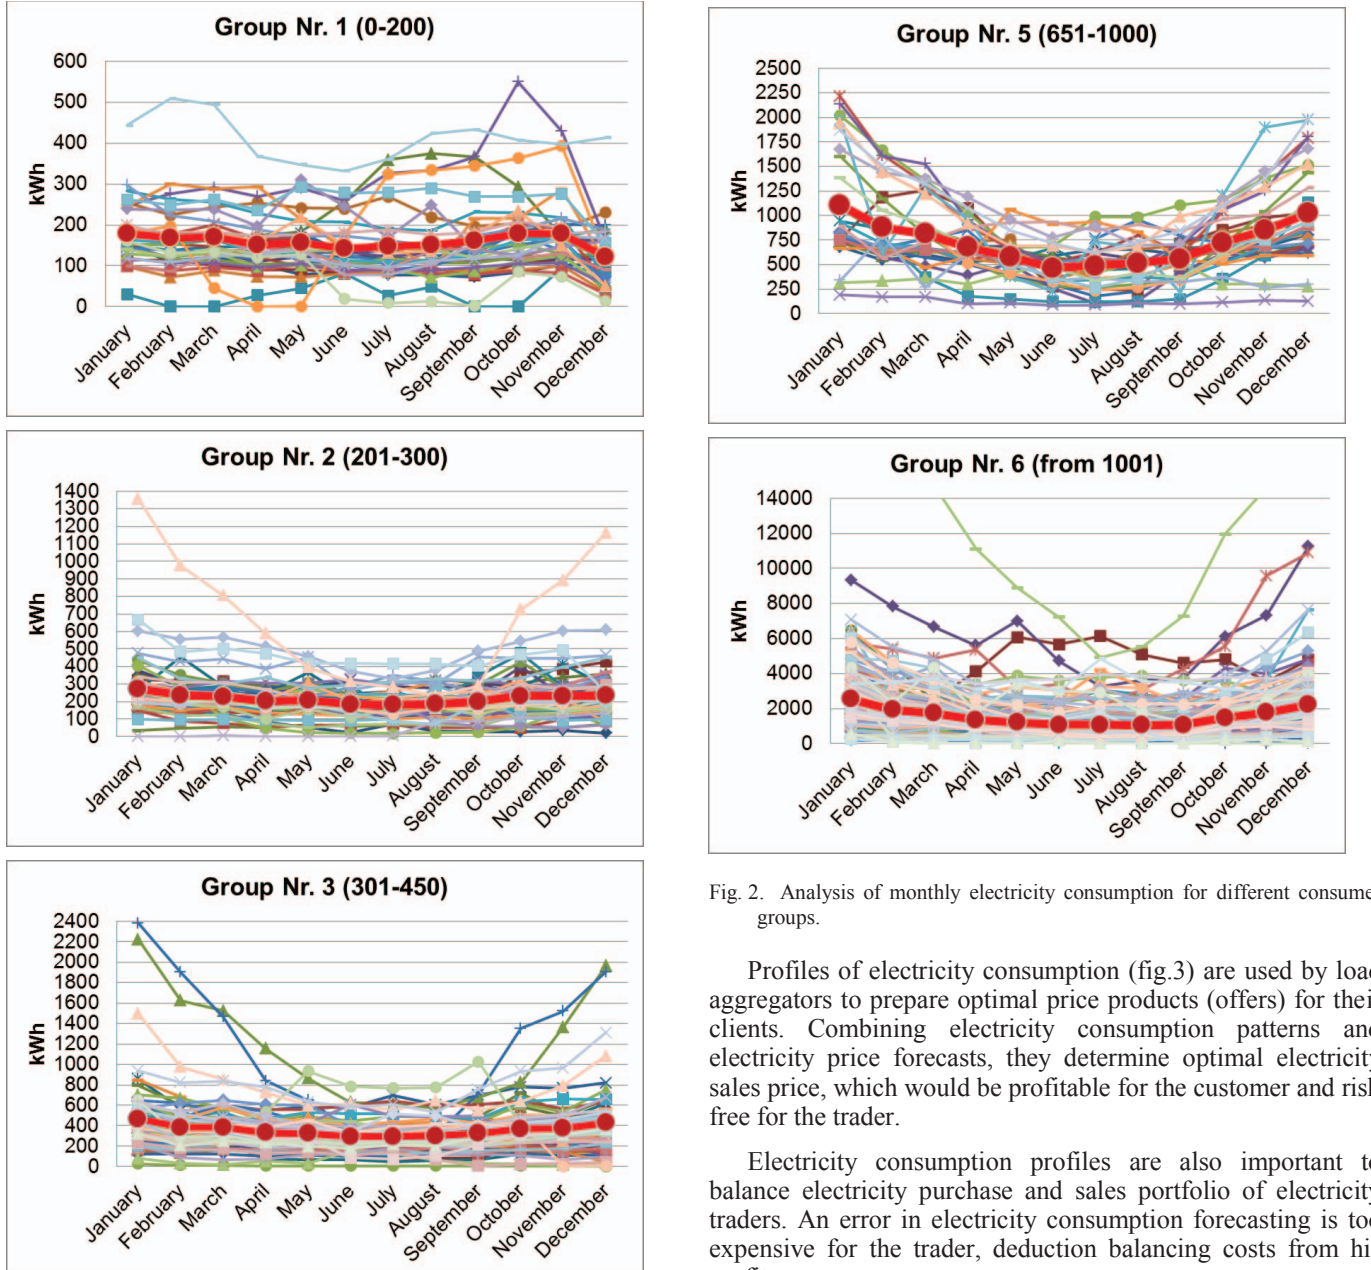 Group Nr. 1 (0-200)
600
500
400
300
200
100
0
kWh
January
February
March
April
May
June
July
August
September
October
November
December
Group Nr. 2 (201-300)
1400
1300
1200
1100
1000
900
800
700
600
500
400
300
200
100
0
kWh
January
February
March
April
May
June
July
August
September
October
November
December
Group Nr. 3 (301-450)
2400
2200
2000
1800
1600
1400
1200
1000
800
600
400
200
0
kWh
January
February
March
April
May
June
July
August
September
October
November
December
Group Nr. 5 (651-1000)
2500
2250
2000
1750
1500
1250
1000
750
500
250
0
kWh
January
February
March
April
May
June
July
August
September
October
November
December
Group Nr. 6 (from 1001)
14000
12000
10000
8000
6000
4000
2000
0
kWh
January
February
March
April
May
June
July
August
September
October
November
December
Fig. 2. Analysis of monthly electricity consumption for different consume
groups.
Profiles of electricity consumption (fig.3) are used by load
aggregators to prepare optimal price products (offers) for thei
clients. Combining electricity consumption patterns and
electricity price forecasts, they determine optimal electricity
sales price, which would be profitable for the customer and risk
free for the trader.
Electricity consumption profiles are also important to
balance electricity purchase and sales portfolio of electricity
traders. An error in electricity consumption forecasting is too
expensive for the trader, deduction balancing costs from hi